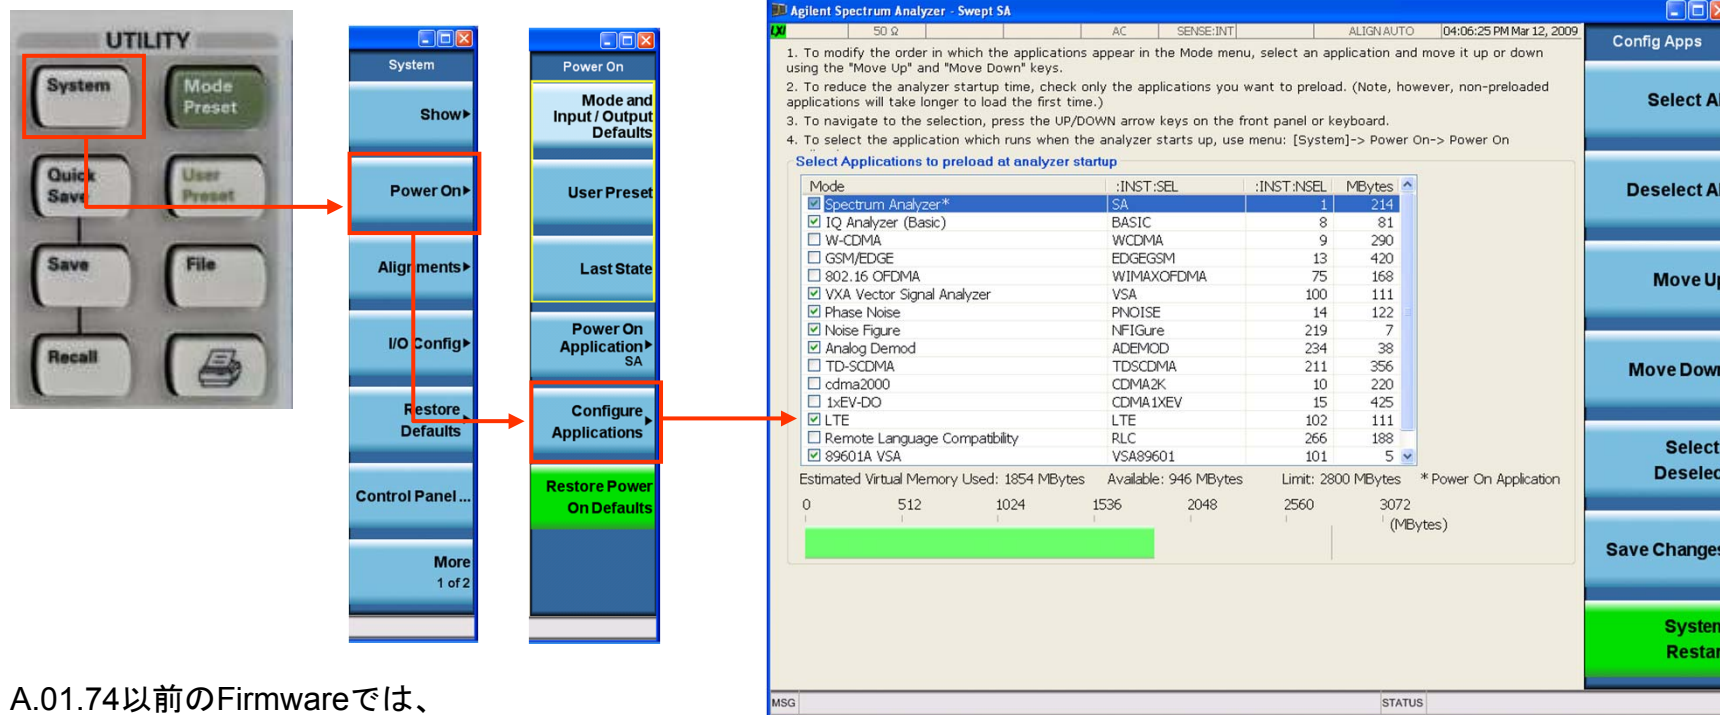 UTILITY
System
Mode
Preset
Quick
Save
User
Preset
Save
File
Recall
System
Show
Power On
Alignments
I/O Config
Restore
Defaults
Control Panel...
More
1 of 2
Power On
Mode and
Input / Output
Defaults
User Preset
Last State
Power On
Application
SA
Configure
Applications
Restore Power
On Defaults
Agilent Spectrum Analyzer - Swept SA
LXI 50 Ω AC SENSE:INT ALIGN AUTO 04:06:25 PM Mar 12, 2009
1. To modify the order in which the applications appear in the Mode menu, select an application and move it up or down
using the "Move Up" and "Move Down" keys.
2. To reduce the analyzer startup time, check only the applications you want to preload. (Note, however, non-preloaded
applications will take longer to load the first time.)
3. To navigate to the selection, press the UP/DOWN arrow keys on the front panel or keyboard.
4. To select the application which runs when the analyzer starts up, use menu: [System]-> Power On-> Power On
Select Applications to preload at analyzer startup
Mode :INST:SEL :INST:NSEL MBytes
Spectrum Analyzer* SA 1 214
IQ Analyzer (Basic) BASIC 8 81
W-CDMA WCDMA 9 290
GSM/EDGE EDGEGSM 13 420
802.16 OFDMA WIMAXOFDMA 75 168
VXA Vector Signal Analyzer VSA 100 111
Phase Noise PNOISE 14 122
Noise Figure NFIGure 219 7
Analog Demod ADEMOD 234 38
TD-SCDMA TDSCDMA 211 356
cdma2000 CDMA2K 10 220
1xEV-DO CDMA1XEV 15 425
LTE LTE 102 111
Remote Language Compatibility RLC 266 188
89601A VSA VSA89601 101 5
Estimated Virtual Memory Used: 1854 MBytes Available: 946 MBytes Limit: 2800 MBytes * Power On Application
0 512 1024 1536 2048 2560 3072
(MBytes)
MSG STATUS
Config Apps
Select Al
Deselect Al
Move Up
Move Down
Select
Deselec
Save Changes
System
Restar
A.01.74以前のFirmwareでは、